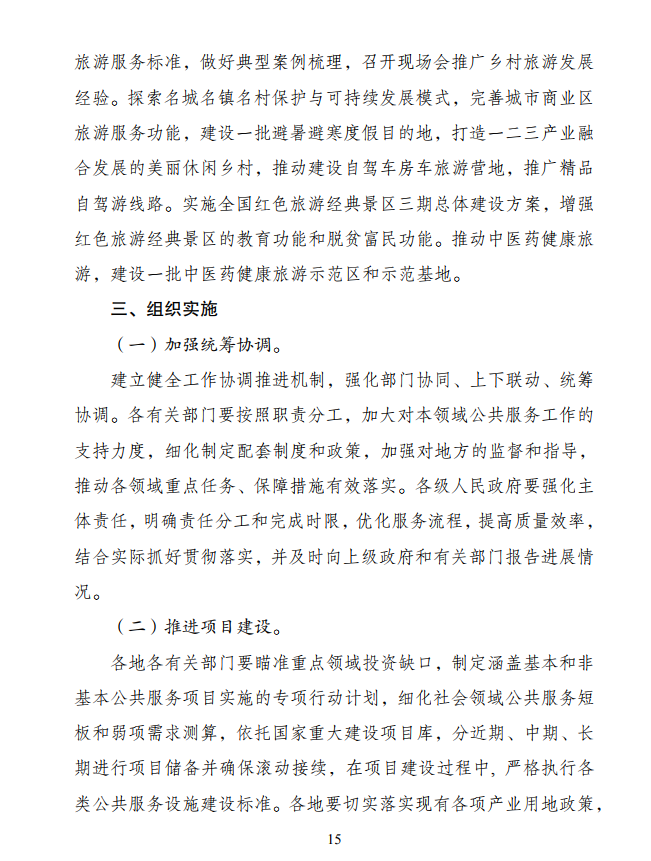 旅游服务标准，做好典型案例梳理，召开现场会推广乡村旅游发展
经验。探索名城名镇名村保护与可持续发展模式，完善城市商业区
旅游服务功能，建设一批避暑避寒度假目的地，打造一二三产业融
合发展的美丽休闲乡村，推动建设自驾车房车旅游营地，推广精品
自驾游线路。实施全国红色旅游经典景区三期总体建设方案，增强
红色旅游经典景区的教育功能和脱贫富民功能。推动中医药健康旅
游，建设一批中医药健康旅游示范区和示范基地。
三、组织实施
（一）加强统筹协调。
建立健全工作协调推进机制，强化部门协同、上下联动、统筹
协调。各有关部门要按照职责分工，加大对本领域公共服务工作的
支持力度，细化制定配套制度和政策，加强对地方的监督和指导，
推动各领域重点任务、保障措施有效落实。各级人民政府要强化主
体责任，明确责任分工和完成时限，优化服务流程，提高质量效率，
结合实际抓好贯彻落实，并及时向上级政府和有关部门报告进展情
况。
（二）推进项目建设。
各地各有关部门要瞄准重点领域投资缺口，制定涵盖基本和非
基本公共服务项目实施的专项行动计划，细化社会领域公共服务短
板和弱项需求测算，依托国家重大建设项目库，分近期、中期、长
期进行项目储备并确保滚动接续，在项目建设过程中，严格执行各
类公共服务设施建设标准。各地要切实落实现有各项产业用地政策，
15